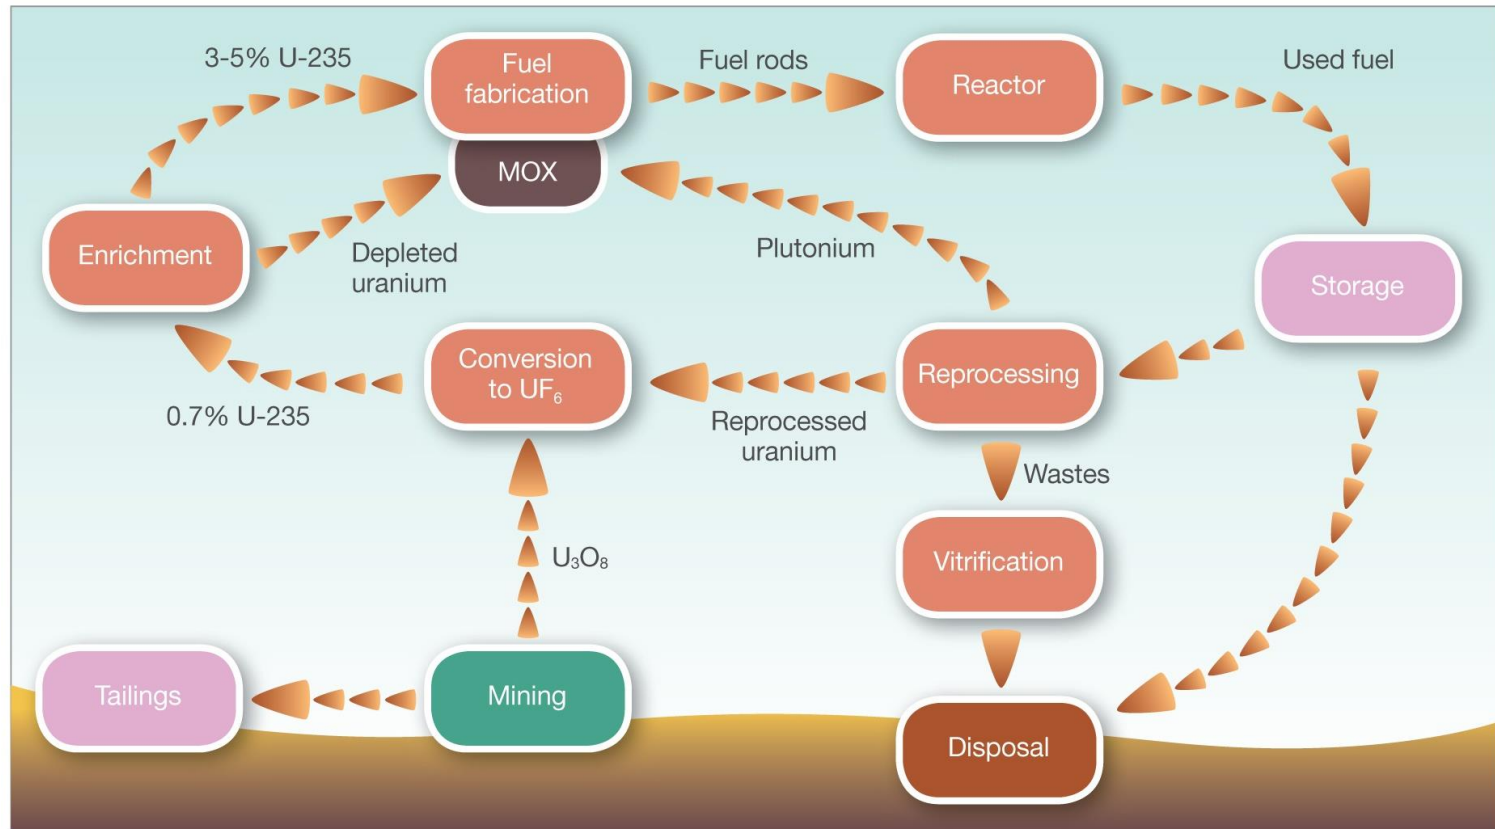 3-5% U-235
Fuel
fabrication
Fuel rods
Reactor
Used fuel
MOX
Enrichment
Depleted
uranium
Plutonium
Storage
Conversion
to UF₆
Reprocessing
0.7% U-235
Reprocessed
uranium
Wastes
U₃O₈
Vitrification
Tailings
Mining
Disposal